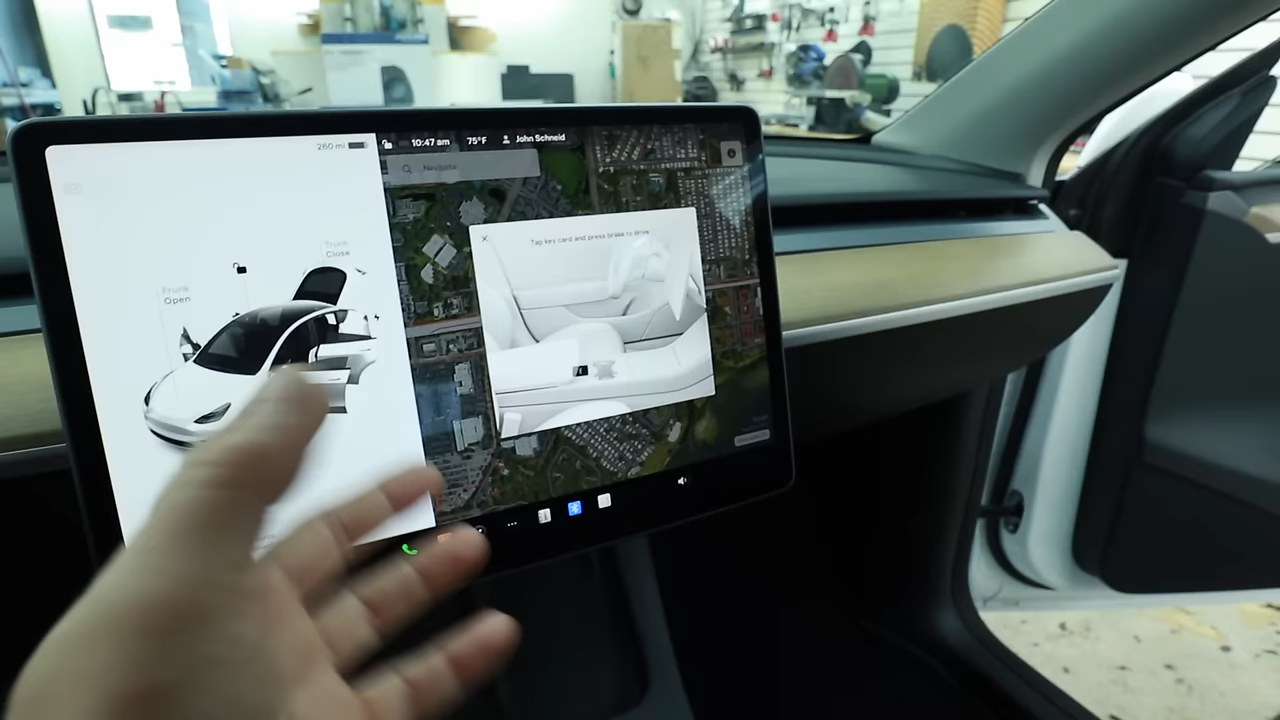 260 mi
10:47 am 75°F John Schneid
Navigate
Tap key card and press brake to drive
Trunk
Close
Frunk
Open